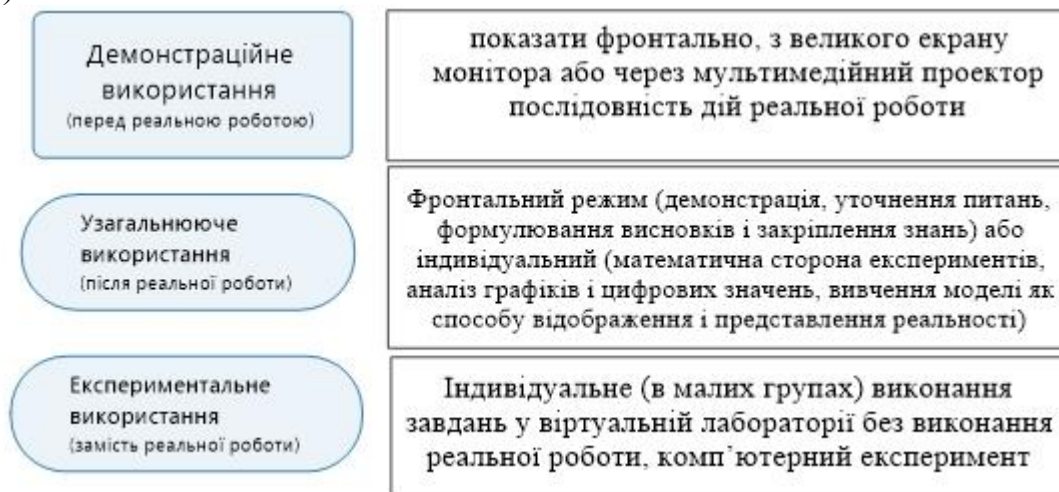 )
Демонстраційне
використання
(перед реальною роботою)
показати фронтально, з великого екрану
монітора або через мультимедійний проектор
послідовність дій реальної роботи
Узагальнююче
використання
(після реальної роботи)
Фронтальний режим (демонстрація, уточнення питань,
формулювання висновків і закріплення знань) або
індивідуальний (математична сторона експериментів,
аналіз графіків і цифрових значень, вивчення моделі як
способу відображення і представлення реальності)
Експериментальне
використання
(замість реальної роботи)
Індивідуальне (в малих групах) виконання
завдань у віртуальній лабораторії без виконання
реальної роботи, комп’ютерний експеримент